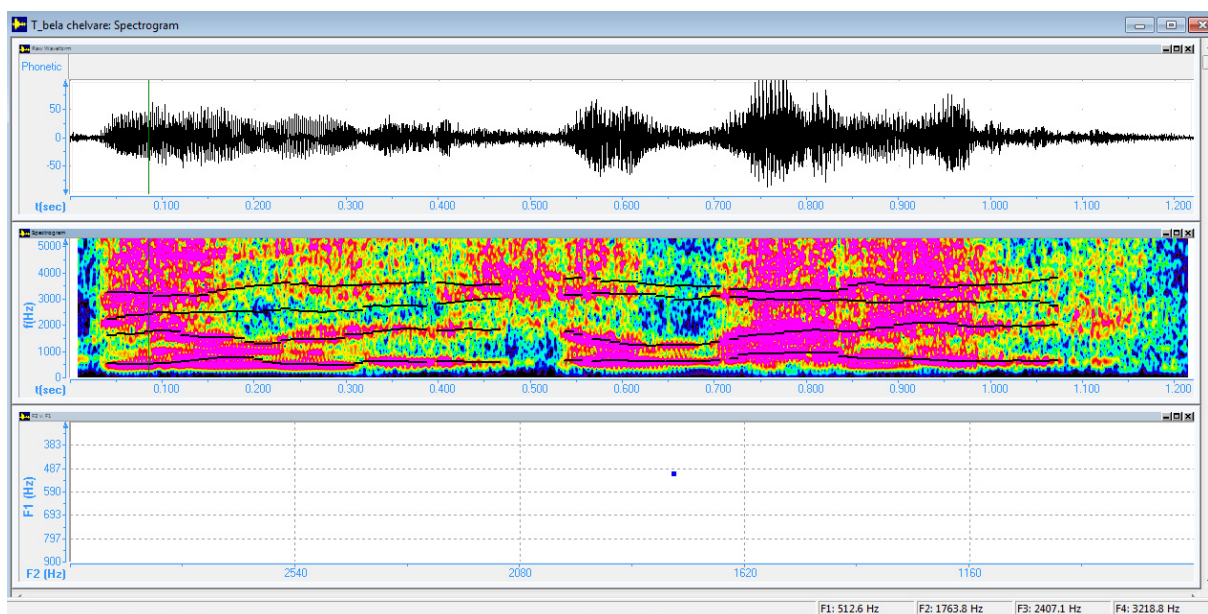 T_bela chelvare: Spectrogram
Raw Waveform
Phonetic
50
0
-50
t(sec) 0.100 0.200 0.300 0.400 0.500 0.600 0.700 0.800 0.900 1.000 1.100 1.200
Spectrogram
5000
4000
3000
2000
1000
0
f(Hz)
t(sec) 0.100 0.200 0.300 0.400 0.500 0.600 0.700 0.800 0.900 1.000 1.100 1.200
F2 v. F1
383
487
590
693
797
900
F1 (Hz)
F2 (Hz) 2540 2080 1620 1160
F1: 512.6 Hz F2: 1763.8 Hz F3: 2407.1 Hz F4: 3218.8 Hz